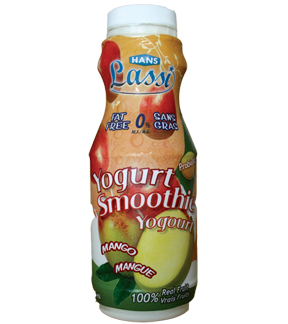 HANS
Lassi
FAT FREE 0% SANS GRAS
M.F./M.G.
Yogurt
Smoothie
Yogourt
MANGO
MANGUE
100% Real Fruits
Vrais Fruits